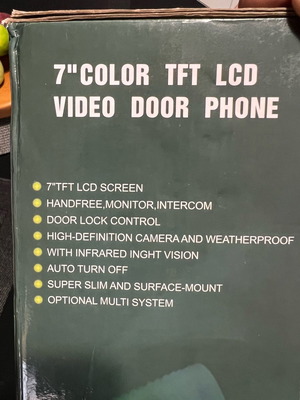 7"COLOR TFT LCD
VIDEO DOOR PHONE
7"TFT LCD SCREEN
HANDFREE,MONITOR,INTERCOM
DOOR LOCK CONTROL
HIGH-DEFINITION CAMERA AND WEATHERPROOF
WITH INFRARED INGHT VISION
AUTO TURN OFF
SUPER SLIM AND SURFACE-MOUNT
OPTIONAL MULTI SYSTEM